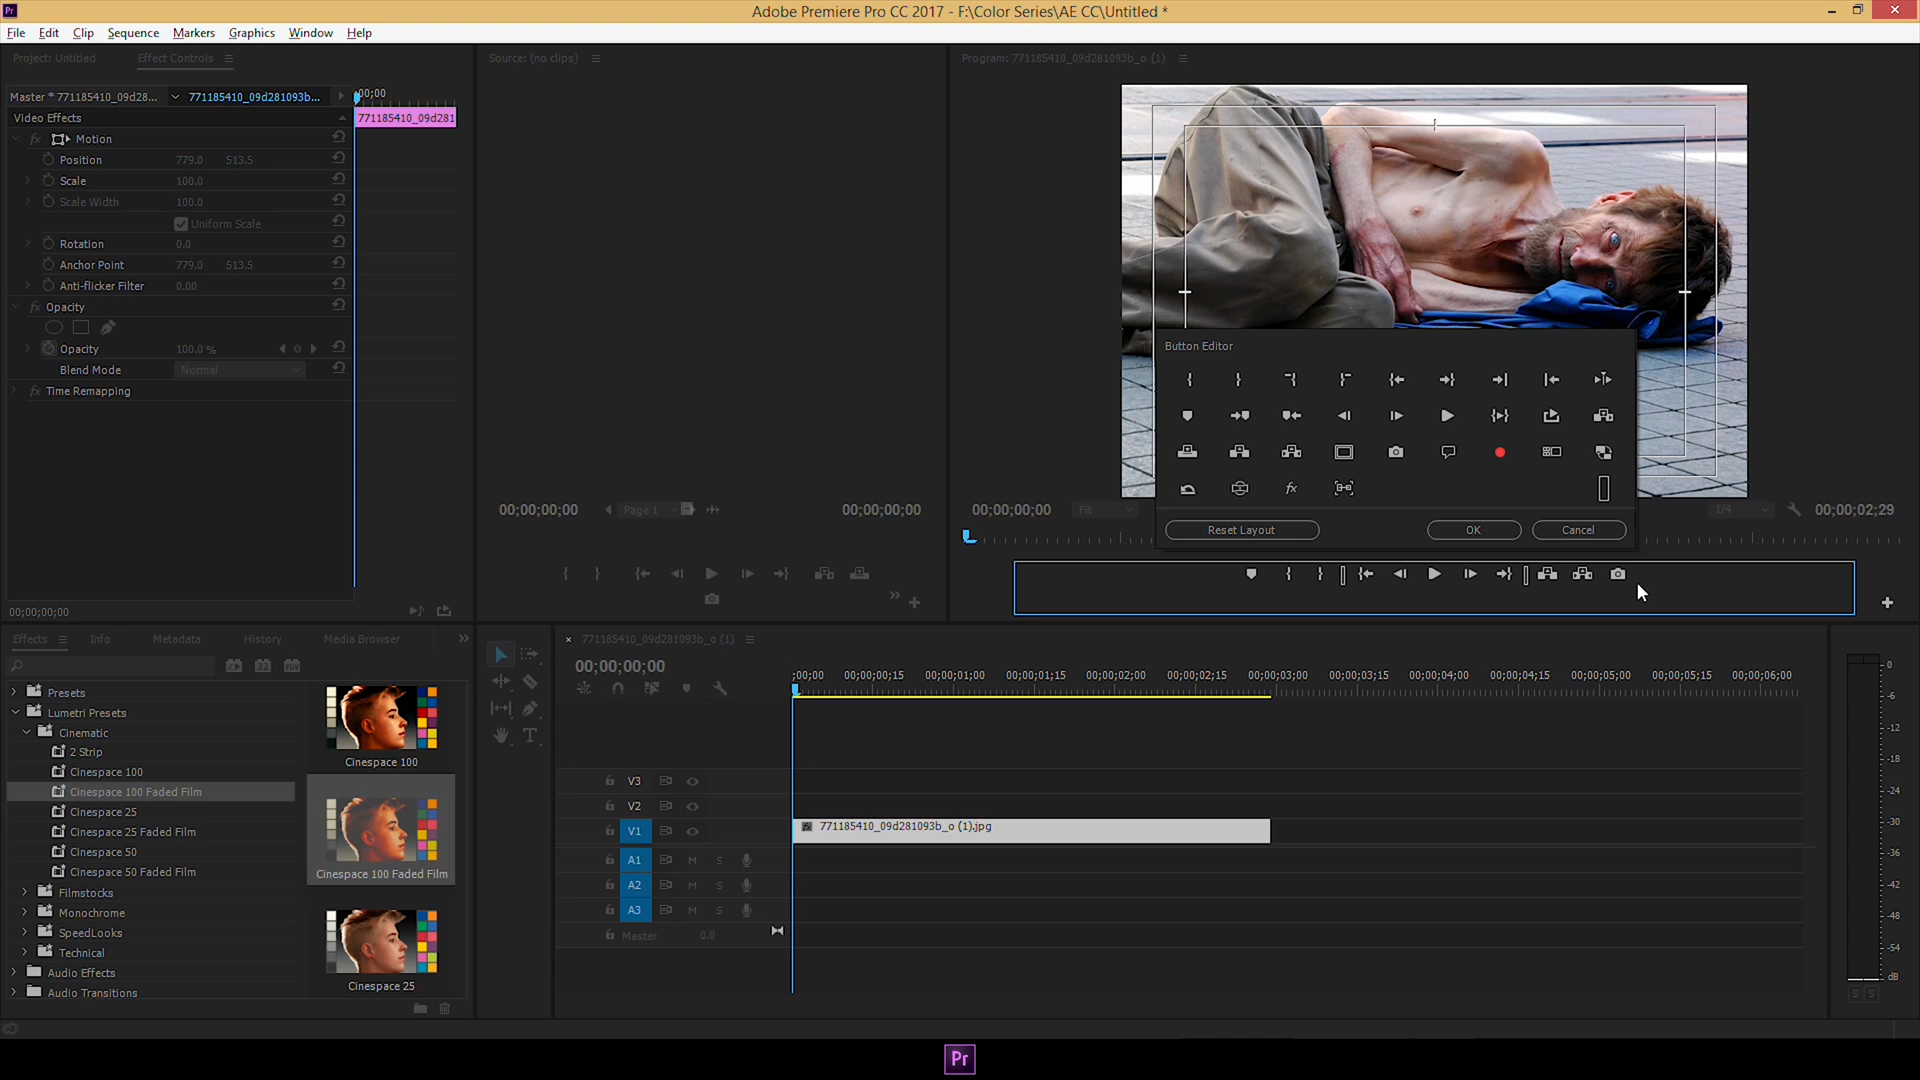 Pr
Adobe Premiere Pro CC 2017 - F:\Color Series\AE CC\Untitled *
File Edit Clip Sequence Markers Graphics Window Help
Project: Untitled
Effect Controls
Source: (no clips)
Program: 771185410_09d281093b_o (1)
Master * 771185410_09d28...
771185410_09d281093b...
00;00
Video Effects
771185410_09d281
fx Motion
Position 779.0 513.5
Scale 100.0
Scale Width 100.0
Uniform Scale
Rotation 0.0
Anchor Point 779.0 513.5
Anti-flicker Filter 0.00
fx Opacity
Opacity 100.0 %
Blend Mode Normal
fx Time Remapping
00;00;00;00
00;00;00;00
Page 1
00;00;00;00
00;00;00;00
Fit
1/4
00;00;02;29
Button Editor
fx
Reset Layout
OK
Cancel
Effects
Info
Metadata
History
Media Browser
Presets
Lumetri Presets
Cinematic
2 Strip
Cinespace 100
Cinespace 100 Faded Film
Cinespace 25
Cinespace 25 Faded Film
Cinespace 50
Cinespace 50 Faded Film
Filmstocks
Monochrome
SpeedLooks
Technical
Audio Effects
Audio Transitions
Cinespace 100
Cinespace 100 Faded Film
Cinespace 25
771185410_09d281093b_o (1)
00;00;00;00
;00;00 00;00;00;15 00;00;01;00 00;00;01;15 00;00;02;00 00;00;02;15 00;00;03;00 00;00;03;15 00;00;04;00 00;00;04;15 00;00;05;00 00;00;05;15 00;00;06;00
T
V3
V2
V1
fx 771185410_09d281093b_o (1).jpg
A1 M S
A2 M S
A3 M S
Master 0.0
0
-6
-12
-18
-24
-30
-36
-42
-48
-54
dB
S S
Pr